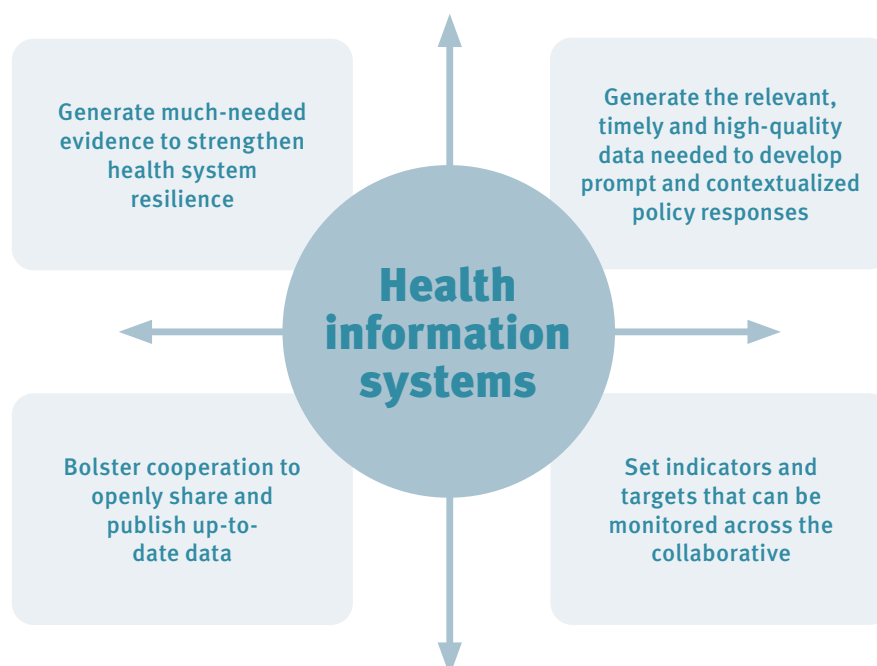 Generate much-needed
evidence to strengthen
health system
resilience
Generate the relevant,
timely and high-quality
data needed to develop
prompt and contextualized
policy responses
Health
information
systems
Bolster cooperation to
openly share and
publish up-to-
date data
Set indicators and
targets that can be
monitored across the
collaborative